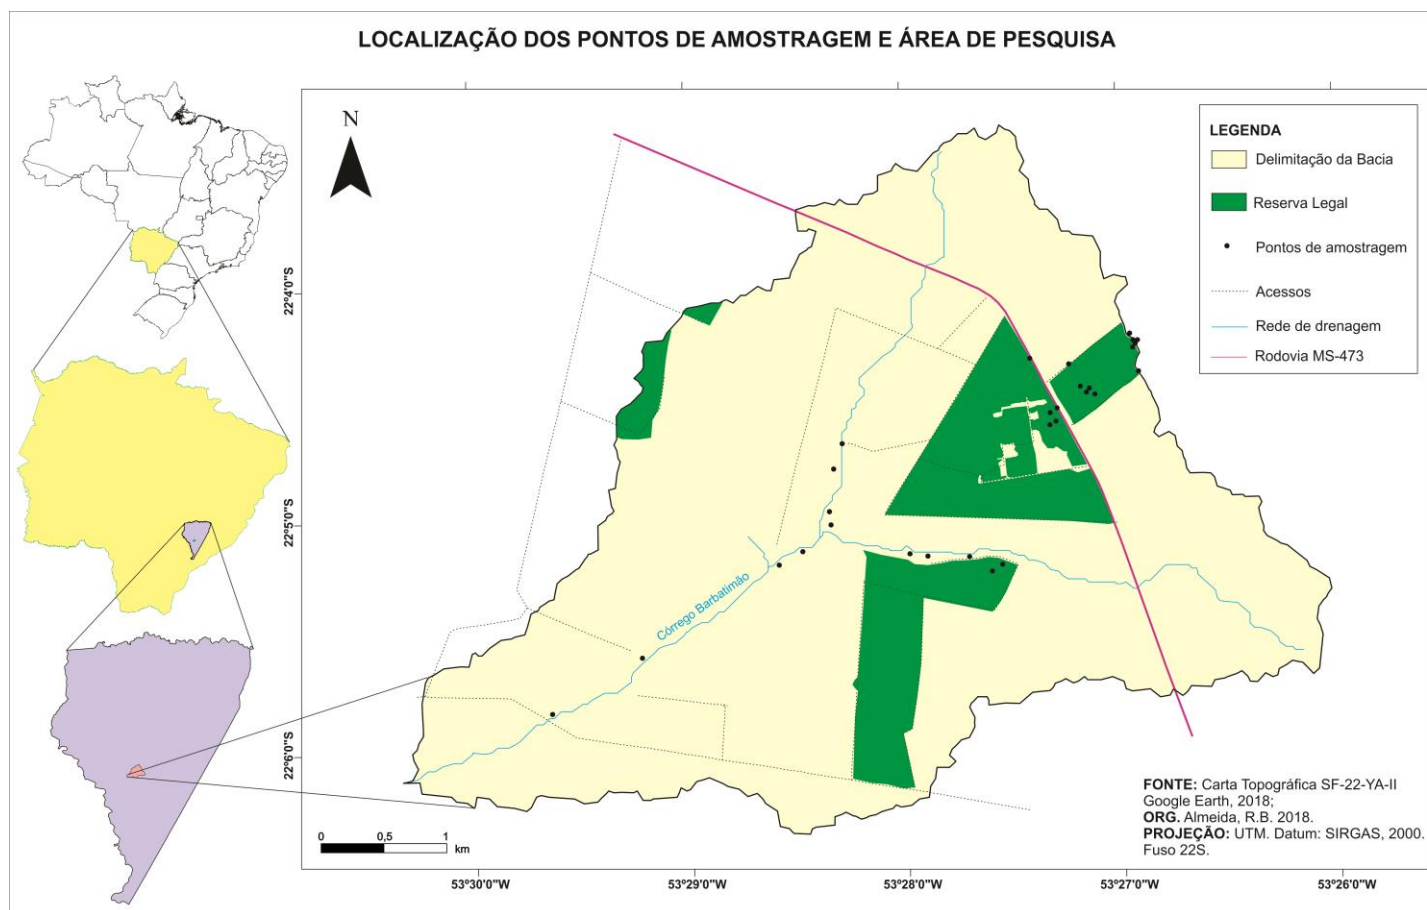 LOCALIZAÇÃO DOS PONTOS DE AMOSTRAGEM E ÁREA DE PESQUISA
N
LEGENDA
Delimitação da Bacia
Reserva Legal
Pontos de amostragem
Acessos
Rede de drenagem
Rodovia MS-473
22°4'0"S
22°5'0"S
22°6'0"S
Córrego Barbatimão
0 0,5 1
km
FONTE: Carta Topográfica SF-22-YA-II
Google Earth, 2018;
ORG. Almeida, R.B. 2018.
PROJEÇÃO: UTM. Datum: SIRGAS, 2000.
Fuso 22S.
53°30'0"W 53°29'0"W 53°28'0"W 53°27'0"W 53°26'0"W